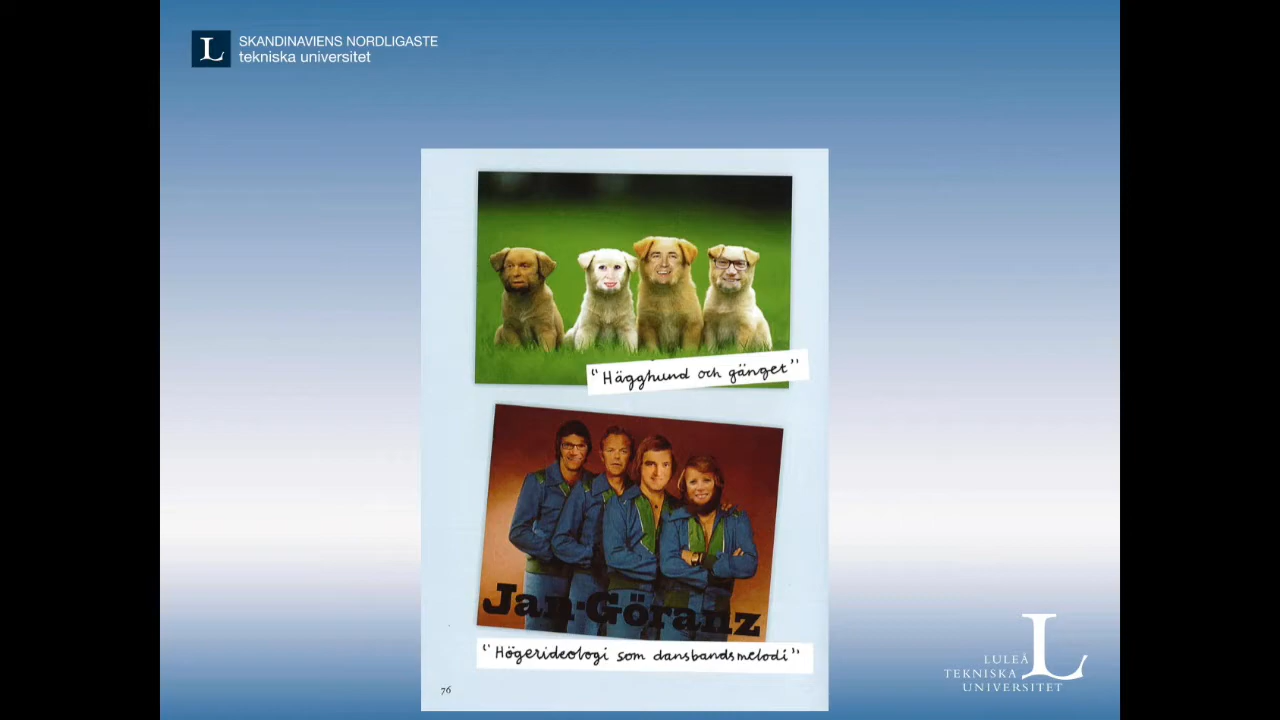 SKANDINAVIENS NORDLIGASTE
tekniska universitet
"Hägghund och gänget"
Jan-Göranz
"Högerideologi som dansbandsmelodi"
76
LULEÅ
TEKNISKA
UNIVERSITET